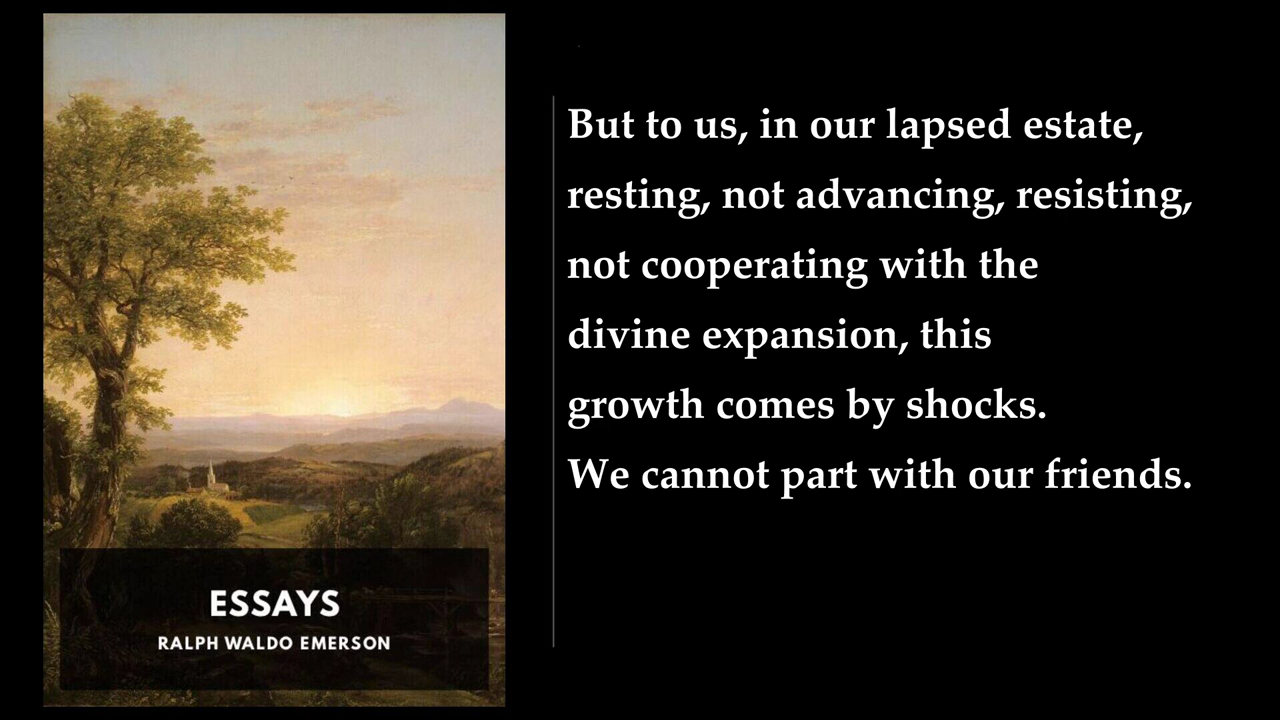 ESSAYS
RALPH WALDO EMERSON
But to us, in our lapsed estate,
resting, not advancing, resisting,
not cooperating with the
divine expansion, this
growth comes by shocks.
We cannot part with our friends.